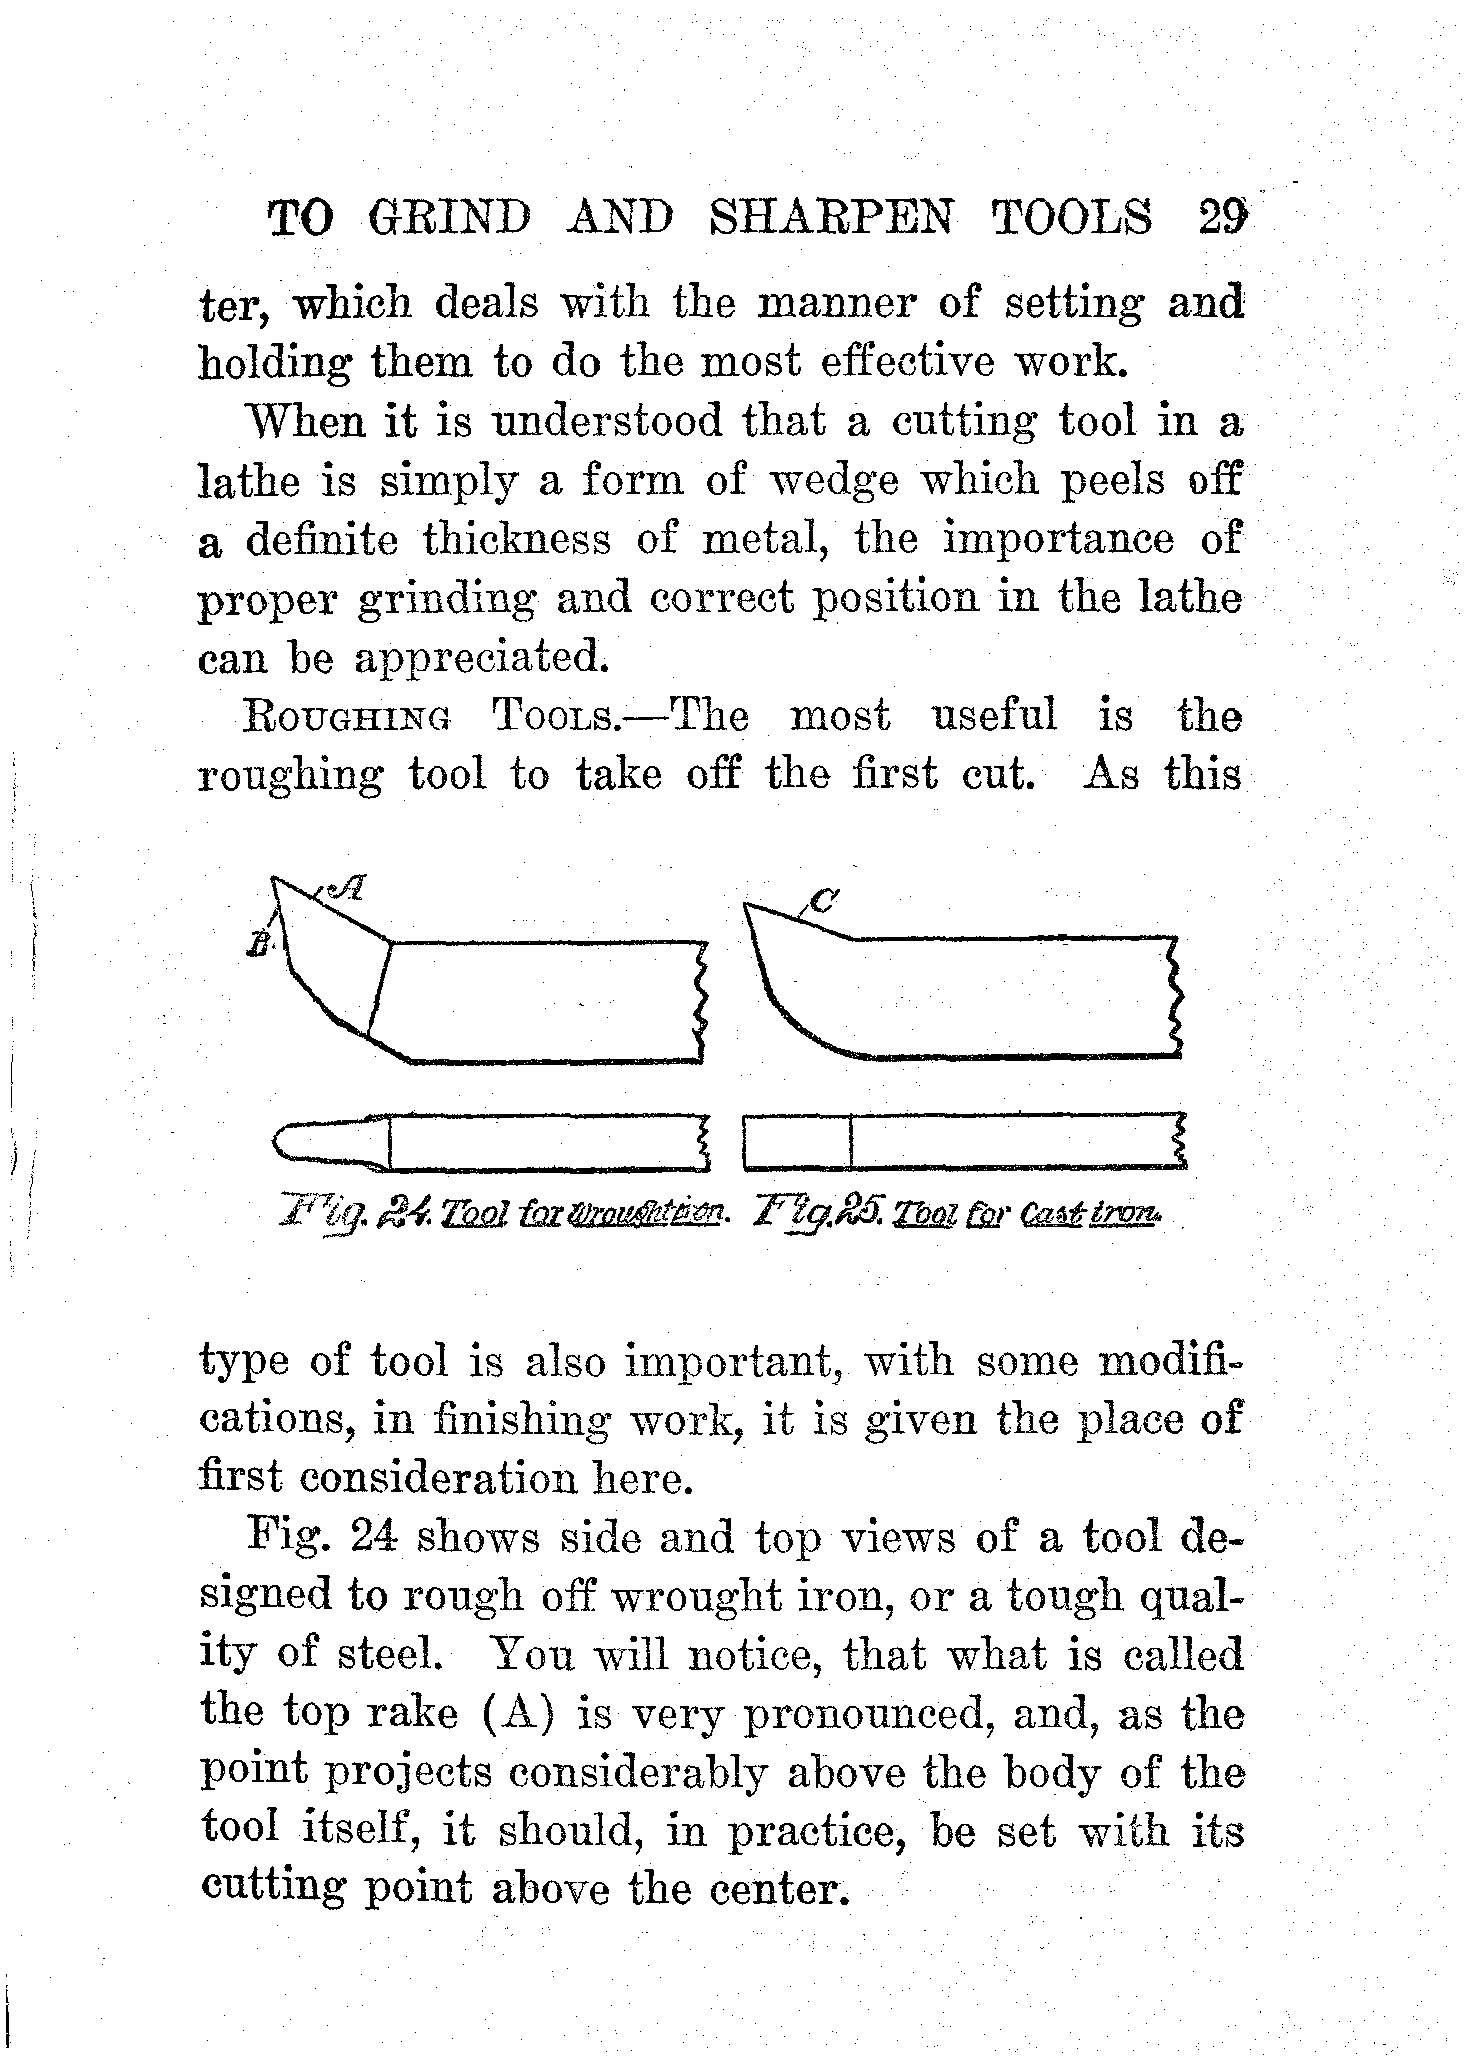 TO GRIND AND SHARPEN TOOLS 29
ter, which deals with the manner of setting and
holding them to do the most effective work.
When it is understood that a cutting tool in a
lathe is simply a form of wedge which peels off
a definite thickness of metal, the importance of
proper grinding and correct position in the lathe
can be appreciated.
ROUGHING TOOLS.—The most useful is the
roughing tool to take off the first cut. As this
A
B
C
Fig. 24. Tool for Wrought iron. Fig. 25. Tool for Cast iron.
type of tool is also important, with some modifi-
cations, in finishing work, it is given the place of
first consideration here.
Fig. 24 shows side and top views of a tool de-
signed to rough off wrought iron, or a tough qual-
ity of steel. You will notice, that what is called
the top rake (A) is very pronounced, and, as the
point projects considerably above the body of the
tool itself, it should, in practice, be set with its
cutting point above the center.